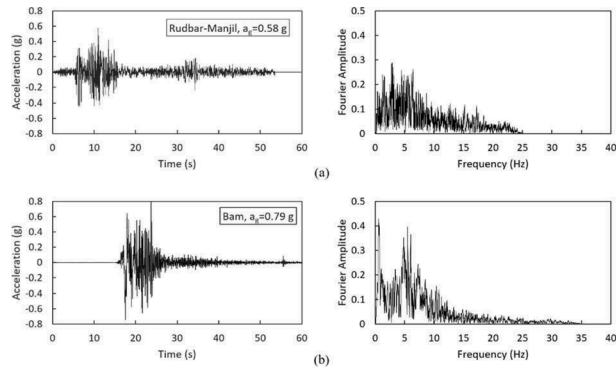 Rudbar-Manjil, ag=0.58 g
Acceleration (g)
0.8
0.6
0.4
0.2
0
-0.2
-0.4
-0.6
-0.8
0 10 20 30 40 50 60
Time (s)
Fourier Amplitude
0.5
0.4
0.3
0.2
0.1
0
0 5 10 15 20 25 30 35 40
Frequency (Hz)
(a)
Bam, ag=0.79 g
Acceleration (g)
0.8
0.6
0.4
0.2
0
-0.2
-0.4
-0.6
-0.8
0 10 20 30 40 50 60
Time (s)
Fourier Amplitude
0.5
0.4
0.3
0.2
0.1
0
0 5 10 15 20 25 30 35 40
Frequency (Hz)
(b)